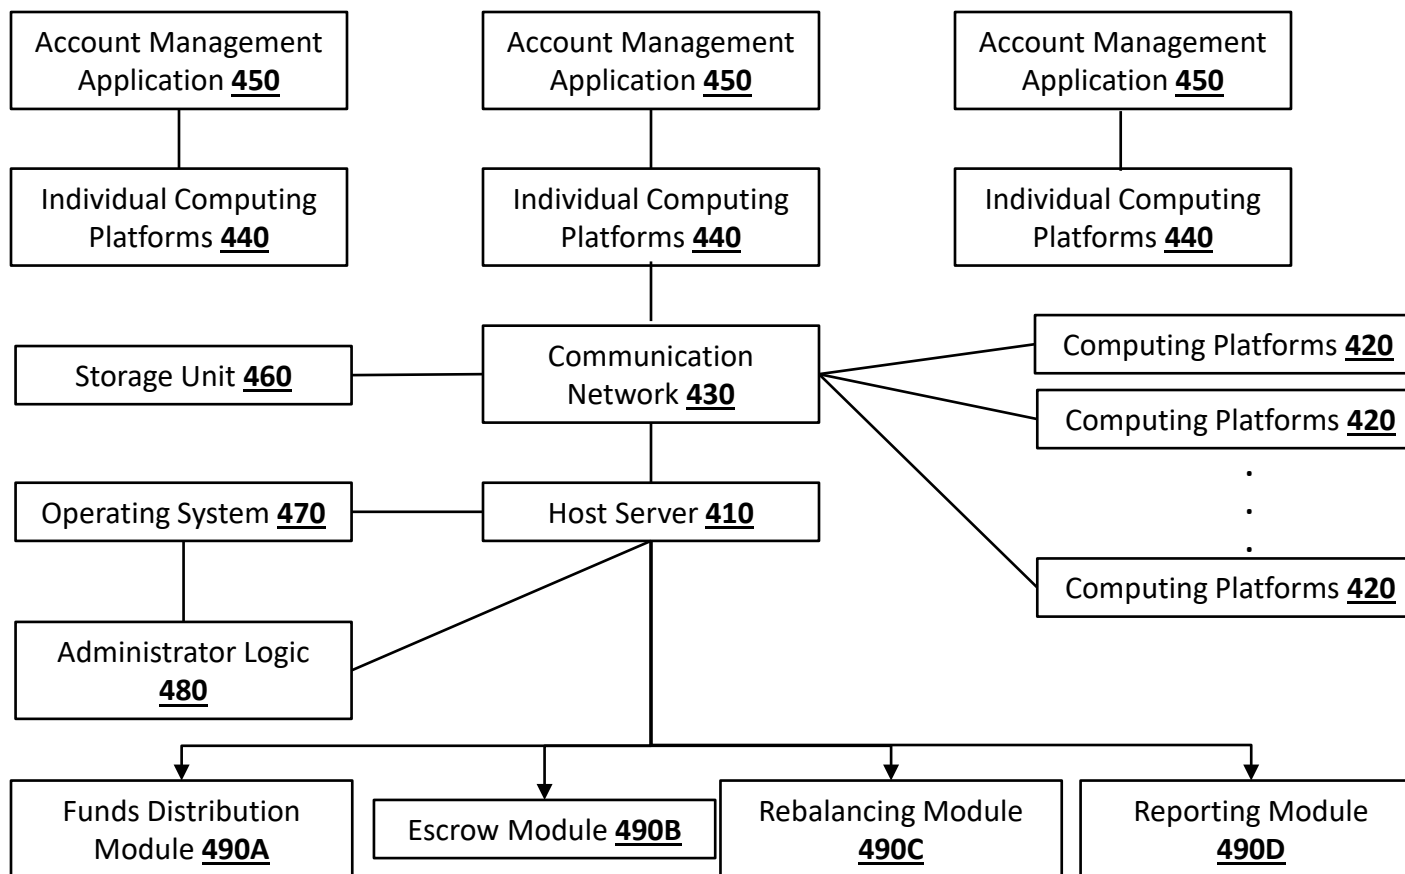 Account Management
Application 450
Account Management
Application 450
Account Management
Application 450
Individual Computing
Platforms 440
Individual Computing
Platforms 440
Individual Computing
Platforms 440
Storage Unit 460
Communication
Network 430
Computing Platforms 420
Computing Platforms 420
.
.
.
Computing Platforms 420
Operating System 470
Host Server 410
Administrator Logic
480
Funds Distribution
Module 490A
Escrow Module 490B
Rebalancing Module
490C
Reporting Module
490D